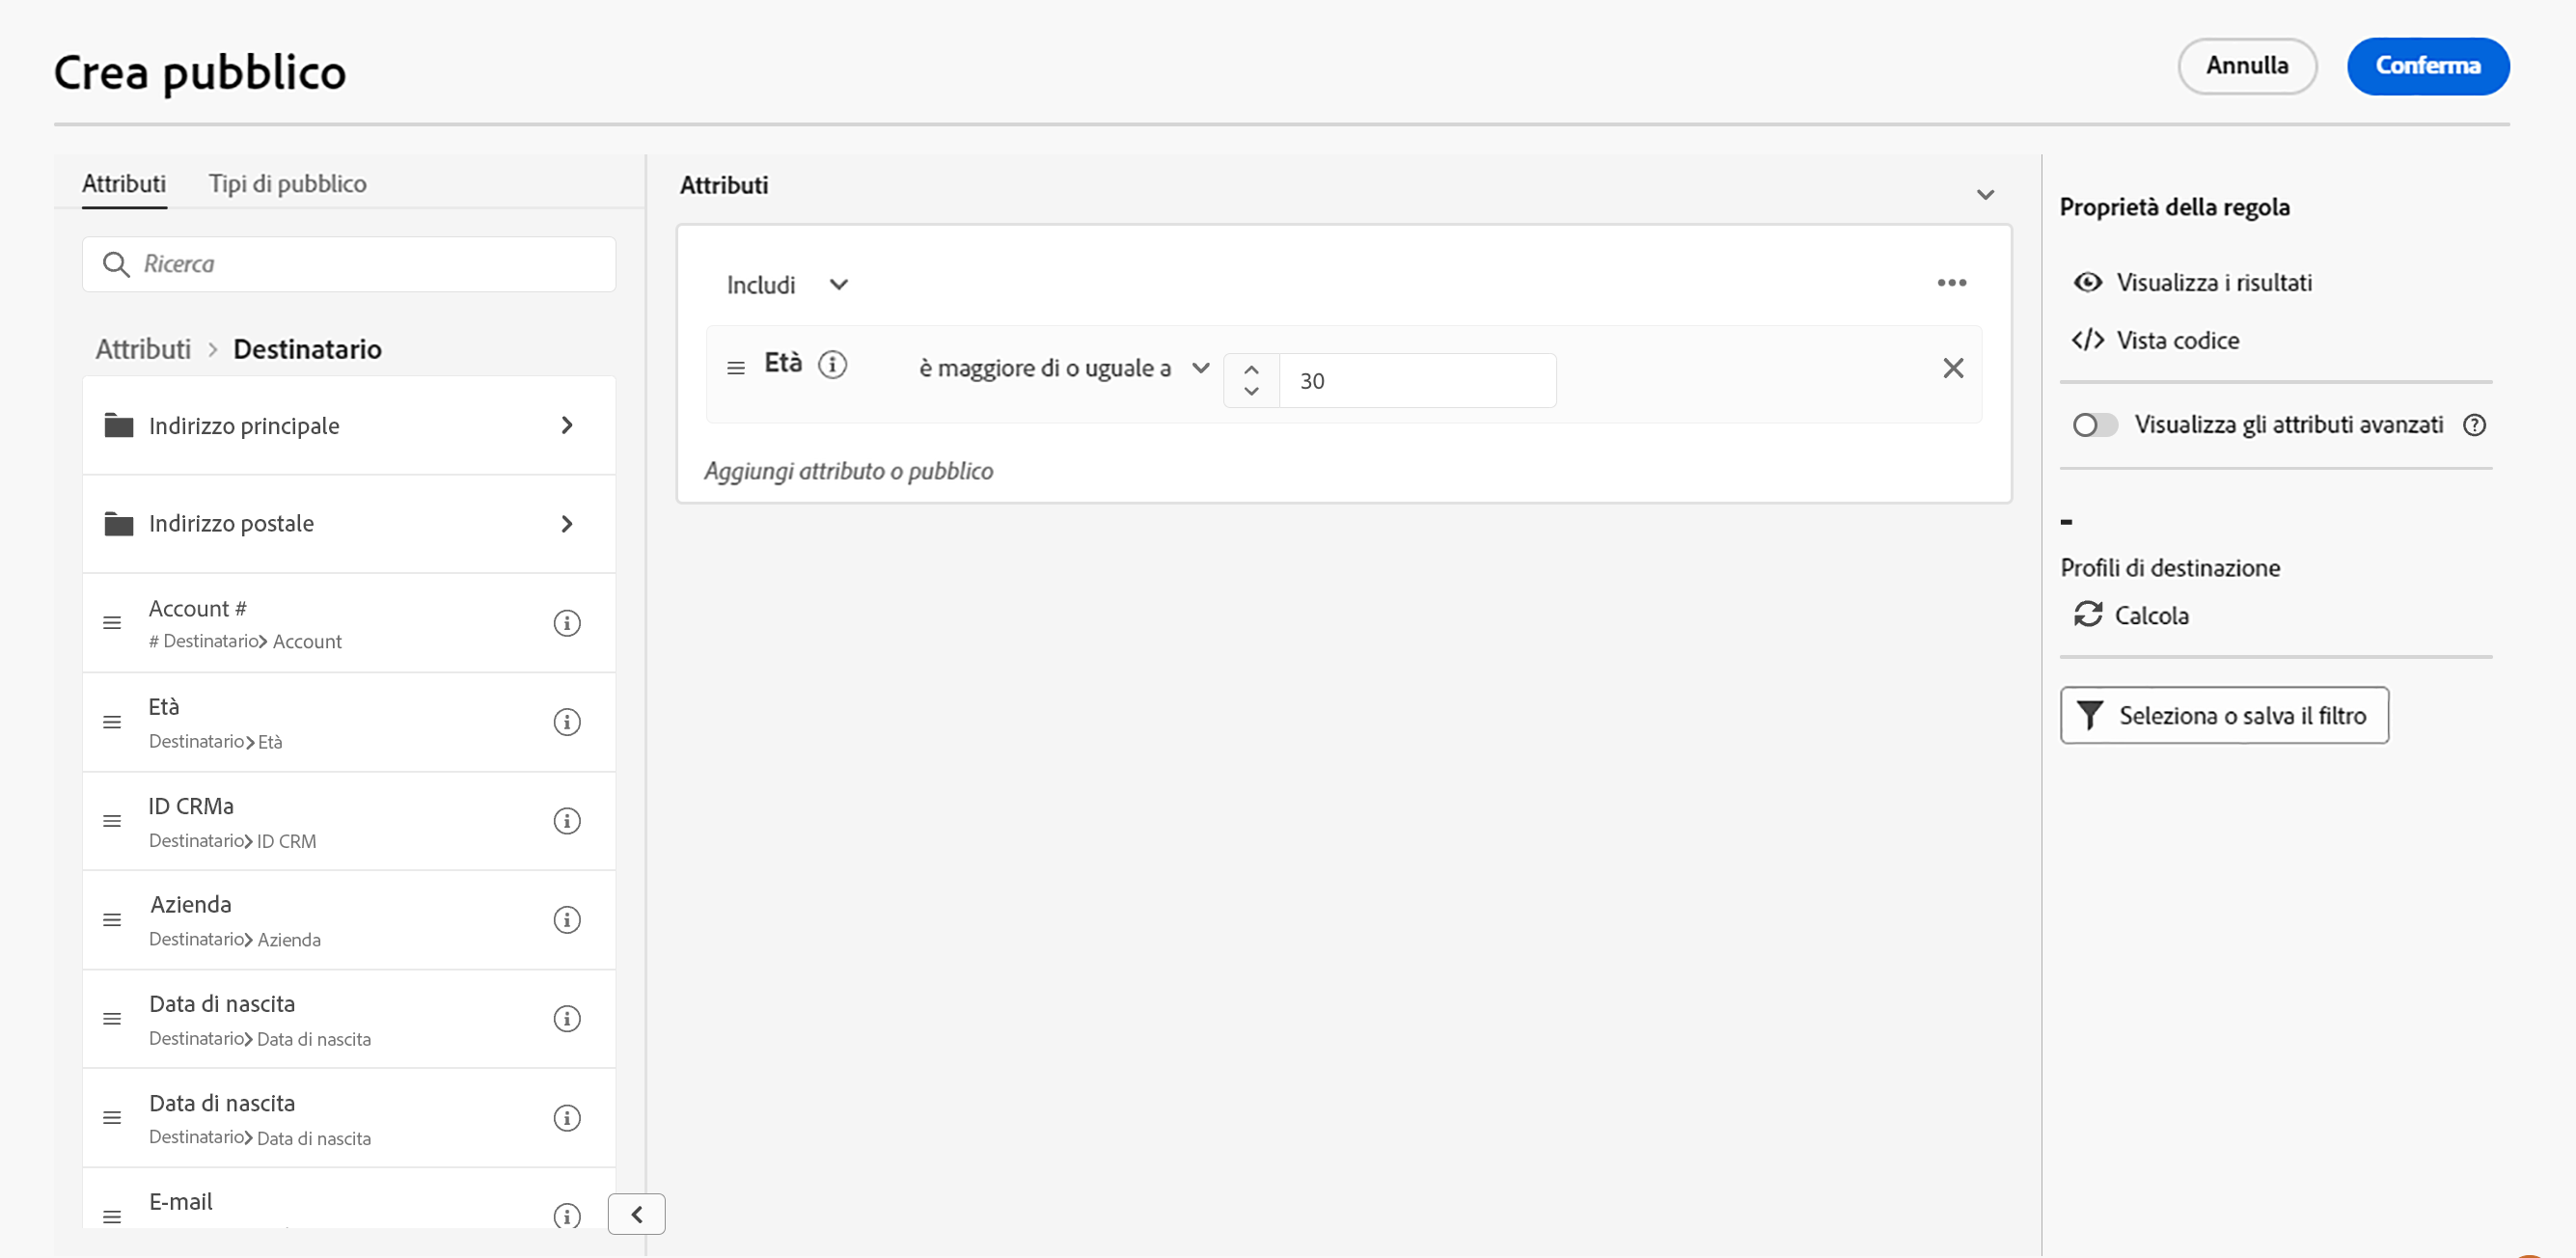 Crea pubblico
Annulla
Conferma
Attributi
Tipi di pubblico
Ricerca
Attributi > Destinatario
Indirizzo principale
Indirizzo postale
Account #
# Destinatario> Account
Età
Destinatario> Età
ID CRMa
Destinatario> ID CRM
Azienda
Destinatario> Azienda
Data di nascita
Destinatario> Data di nascita
Data di nascita
Destinatario> Data di nascita
E-mail
Attributi
Includi
Età
è maggiore di o uguale a
30
Aggiungi attributo o pubblico
Proprietà della regola
Visualizza i risultati
Vista codice
Visualizza gli attributi avanzati
-
Profili di destinazione
Calcola
Seleziona o salva il filtro